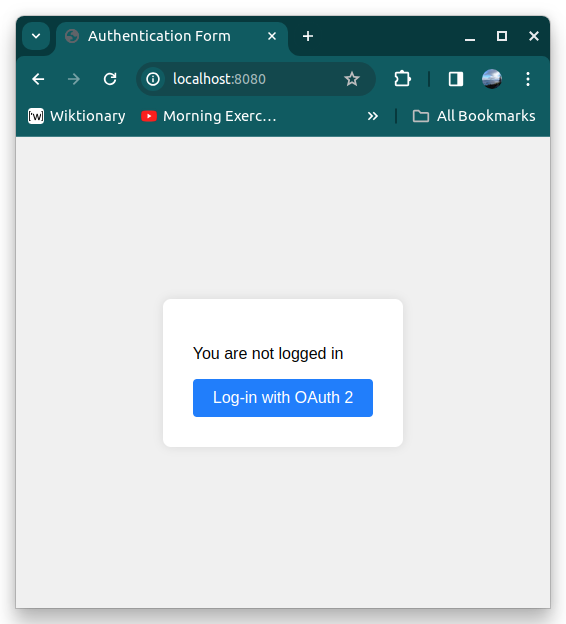 Authentication Form
localhost:8080
['w] Wiktionary Morning Exerc... » All Bookmarks
You are not logged in
Log-in with OAuth 2